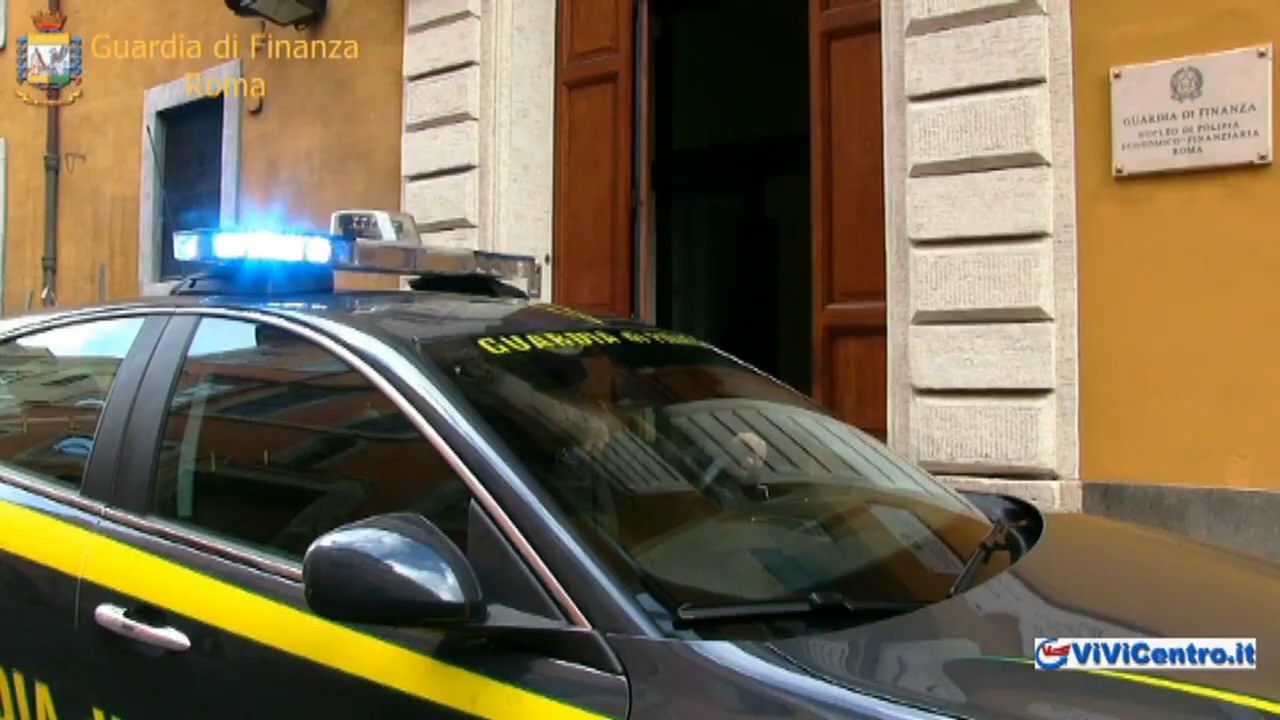 Guardia di Finanza
Roma
GUARDIA DI FINANZA
NUCLEO DI POLIZIA
ECONOMICO-FINANZIARIA
ROMA
GUARDIA DI FINANZA
ViViCentro.it